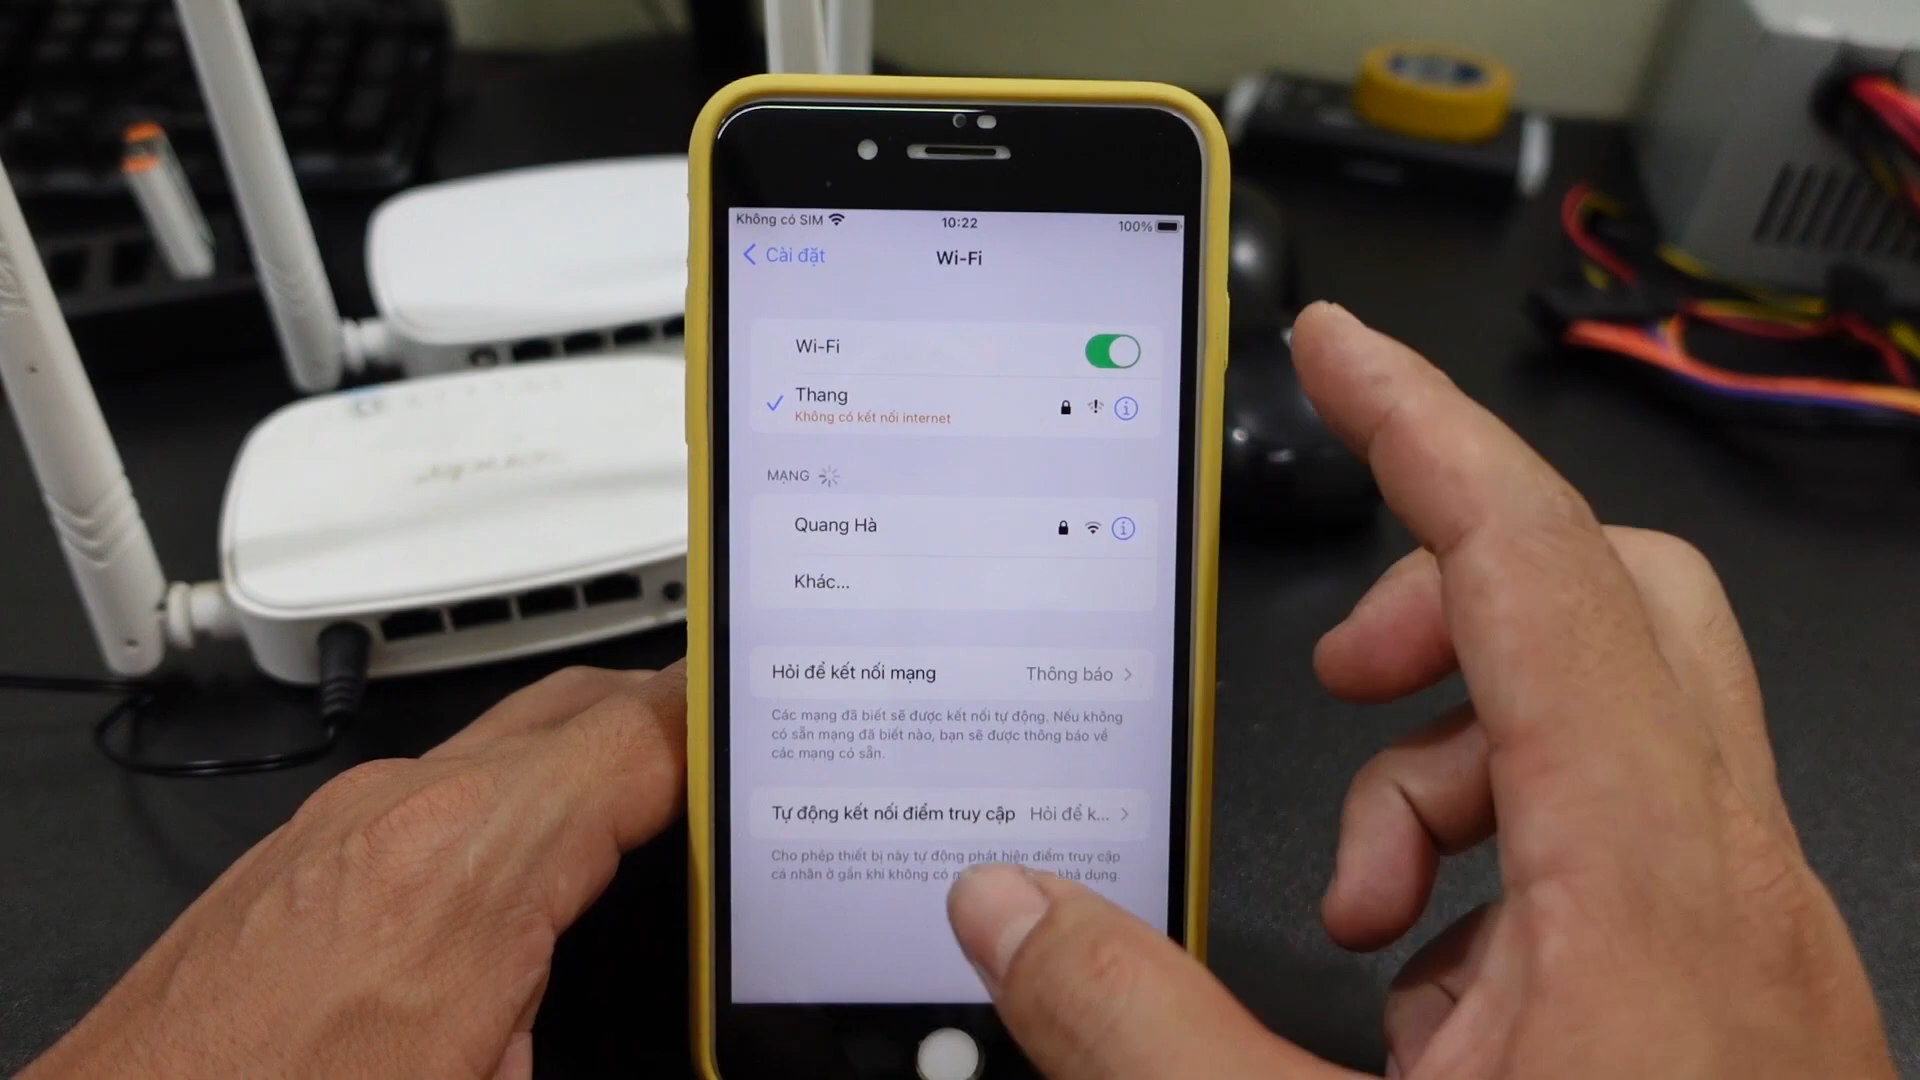 Không có SIM 10:22 100%
Cài đặt Wi-Fi
Wi-Fi
Thang
Không có kết nối internet
MẠNG
Quang Hà
Khác...
Hỏi để kết nối mạng Thông báo
Các mạng đã biết sẽ được kết nối tự động. Nếu không
có sẵn mạng đã biết nào, bạn sẽ được thông báo về
các mạng có sẵn.
Tự động kết nối điểm truy cập Hỏi để k...
Cho phép thiết bị này tự động phát hiện điểm truy cập
cá nhân ở gần khi không có khả dụng